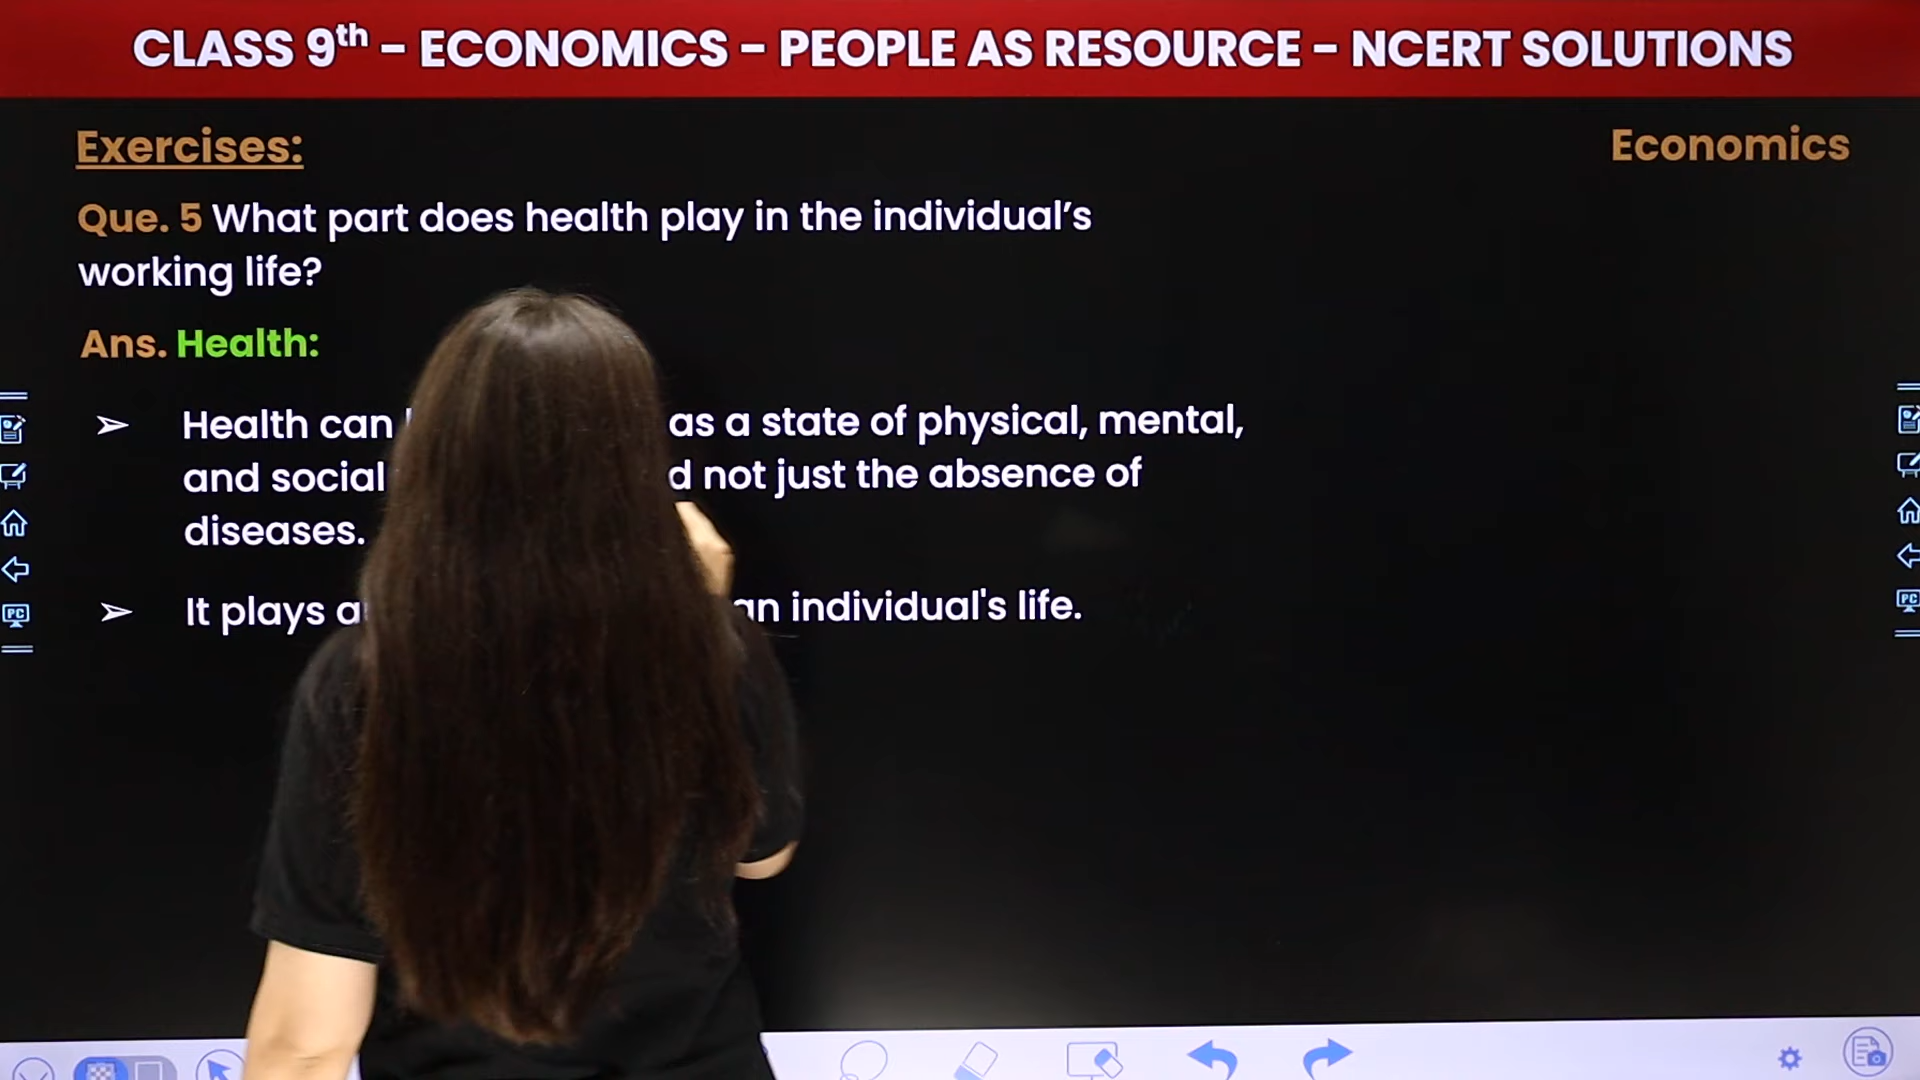 CLASS 9th – ECONOMICS – PEOPLE AS RESOURCE – NCERT SOLUTIONS
Exercises:
Economics
Que. 5 What part does health play in the individual's
working life?
Ans. Health:
➢ Health can as a state of physical, mental,
and social not just the absence of
diseases.
➢ It plays an individual's life.
PC
PC